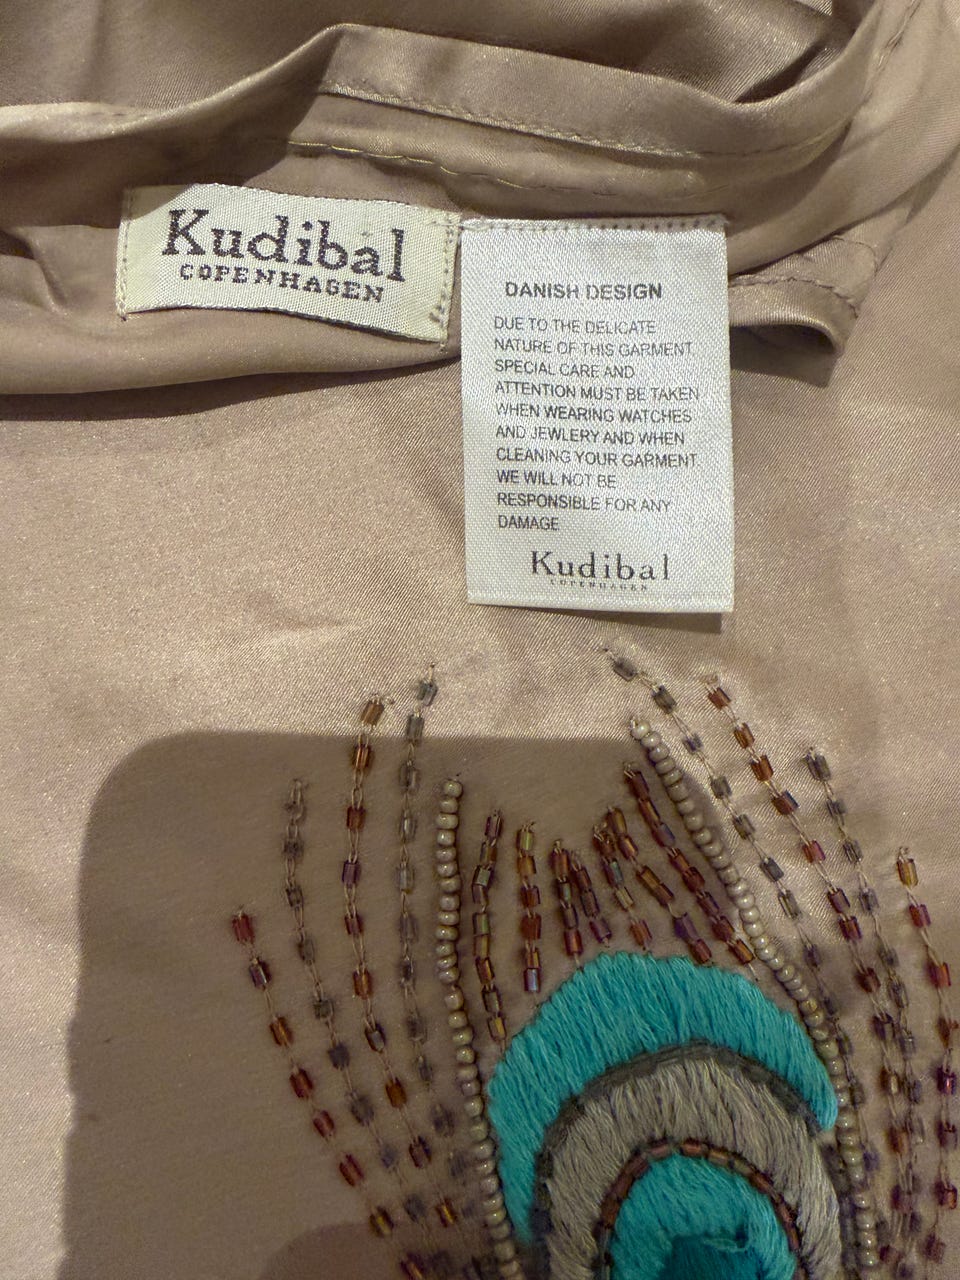 Kudibal
COPENHAGEN
DANISH DESIGN
DUE TO THE DELICATE
NATURE OF THIS GARMENT
SPECIAL CARE AND
ATTENTION MUST BE TAKEN
WHEN WEARING WATCHES
AND JEWLERY AND WHEN
CLEANING YOUR GARMENT
WE WILL NOT BE
RESPONSIBLE FOR ANY
DAMAGE
Kudibal
COPENHAGEN